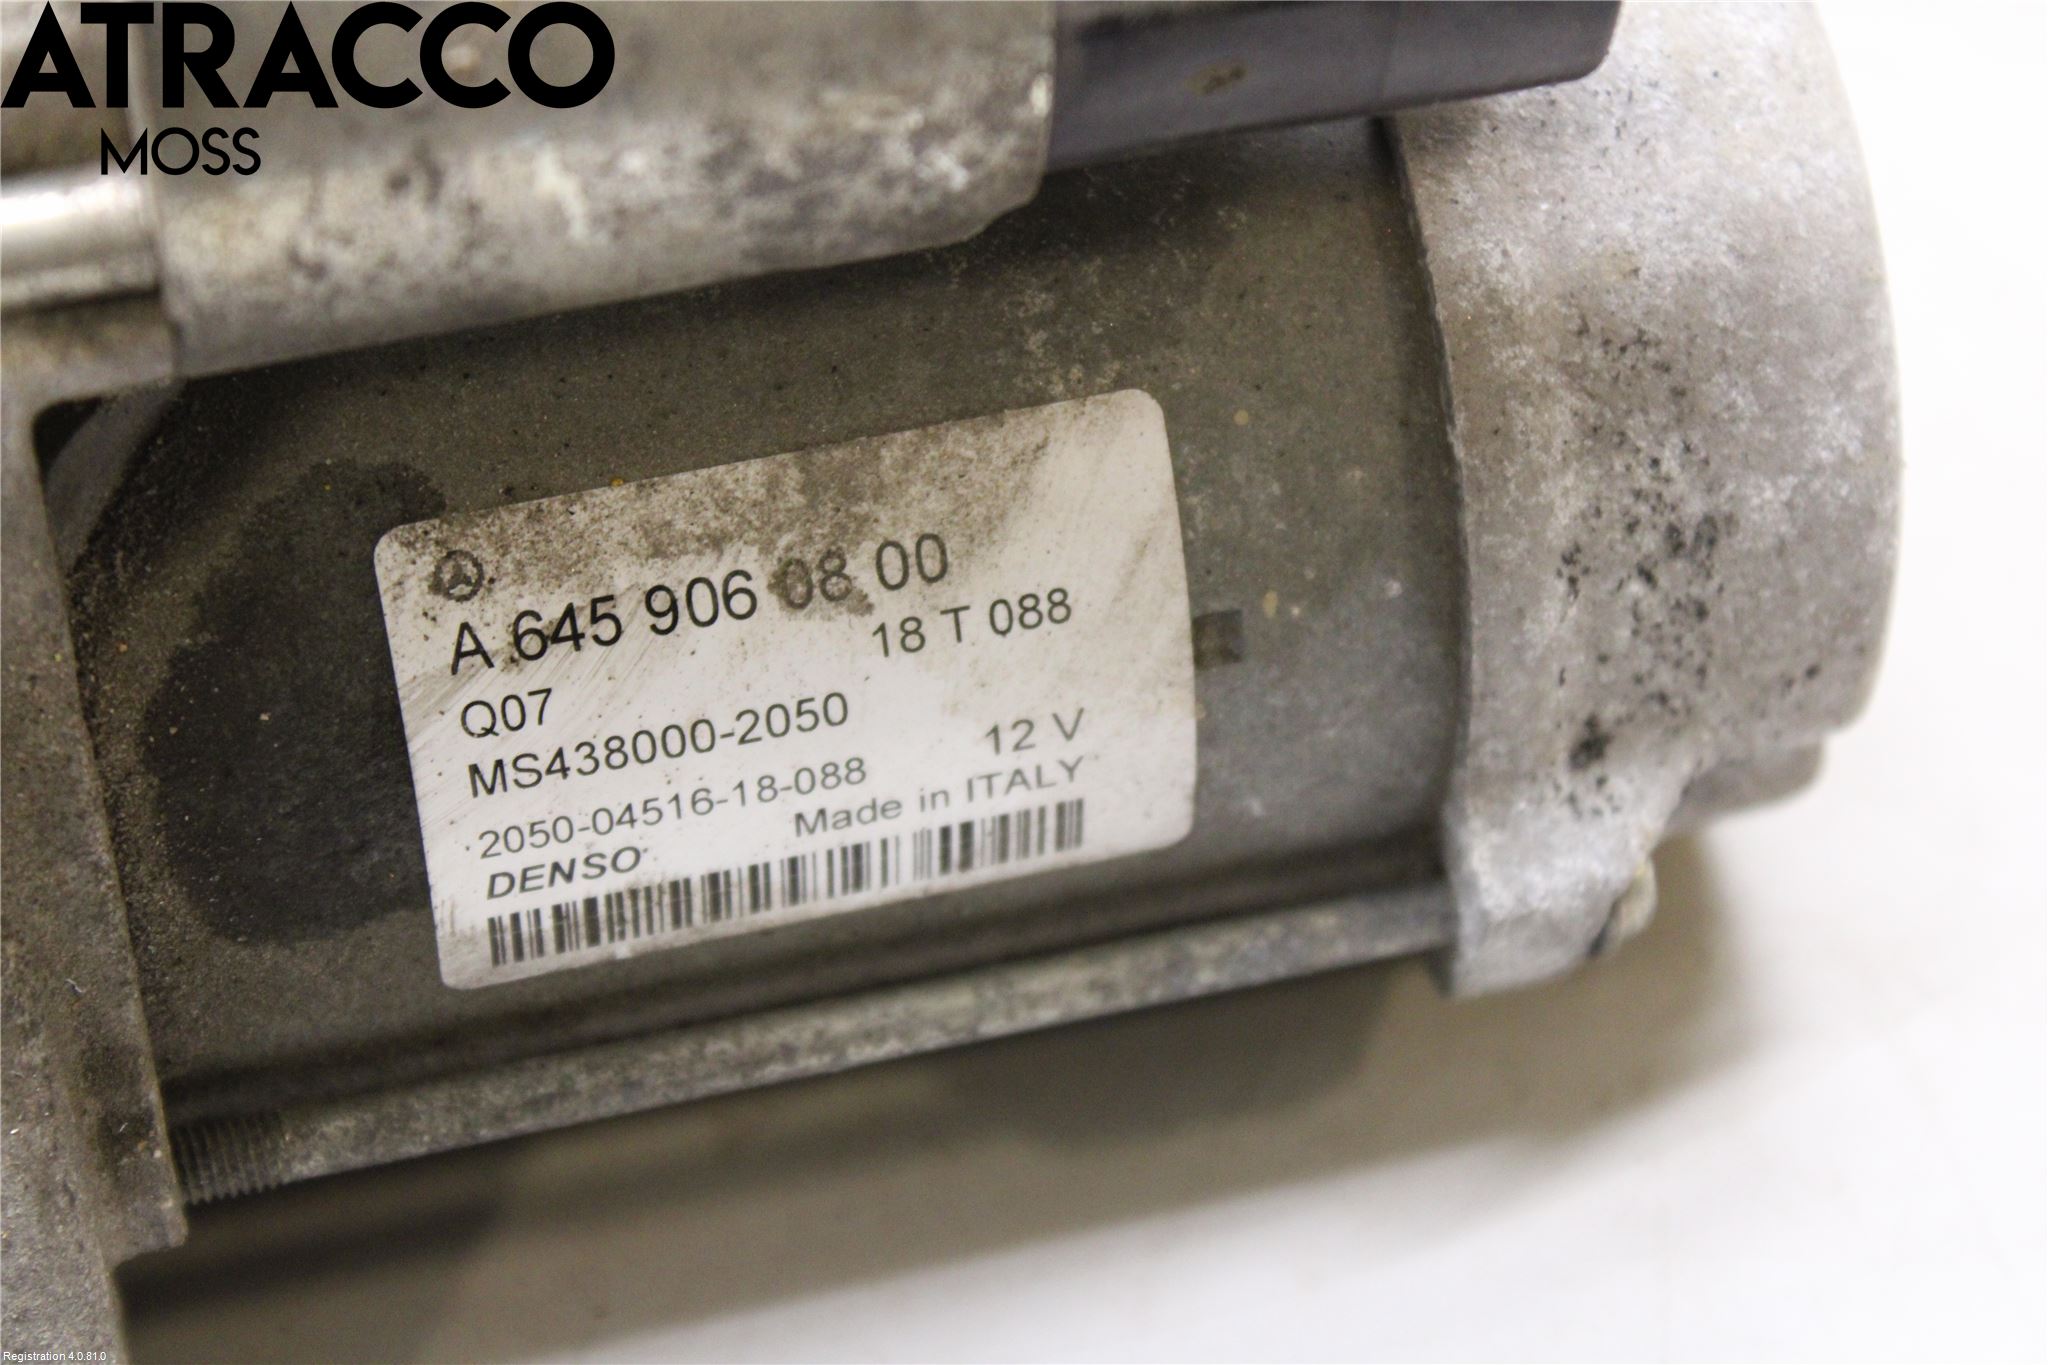 ATRACCO
MOSS
A 645 906 08 00
18 T 088
Q07
MS438000-2050
12 V
2050-04516-18-088
Made in ITALY
DENSO
Registration 4.0.81.0